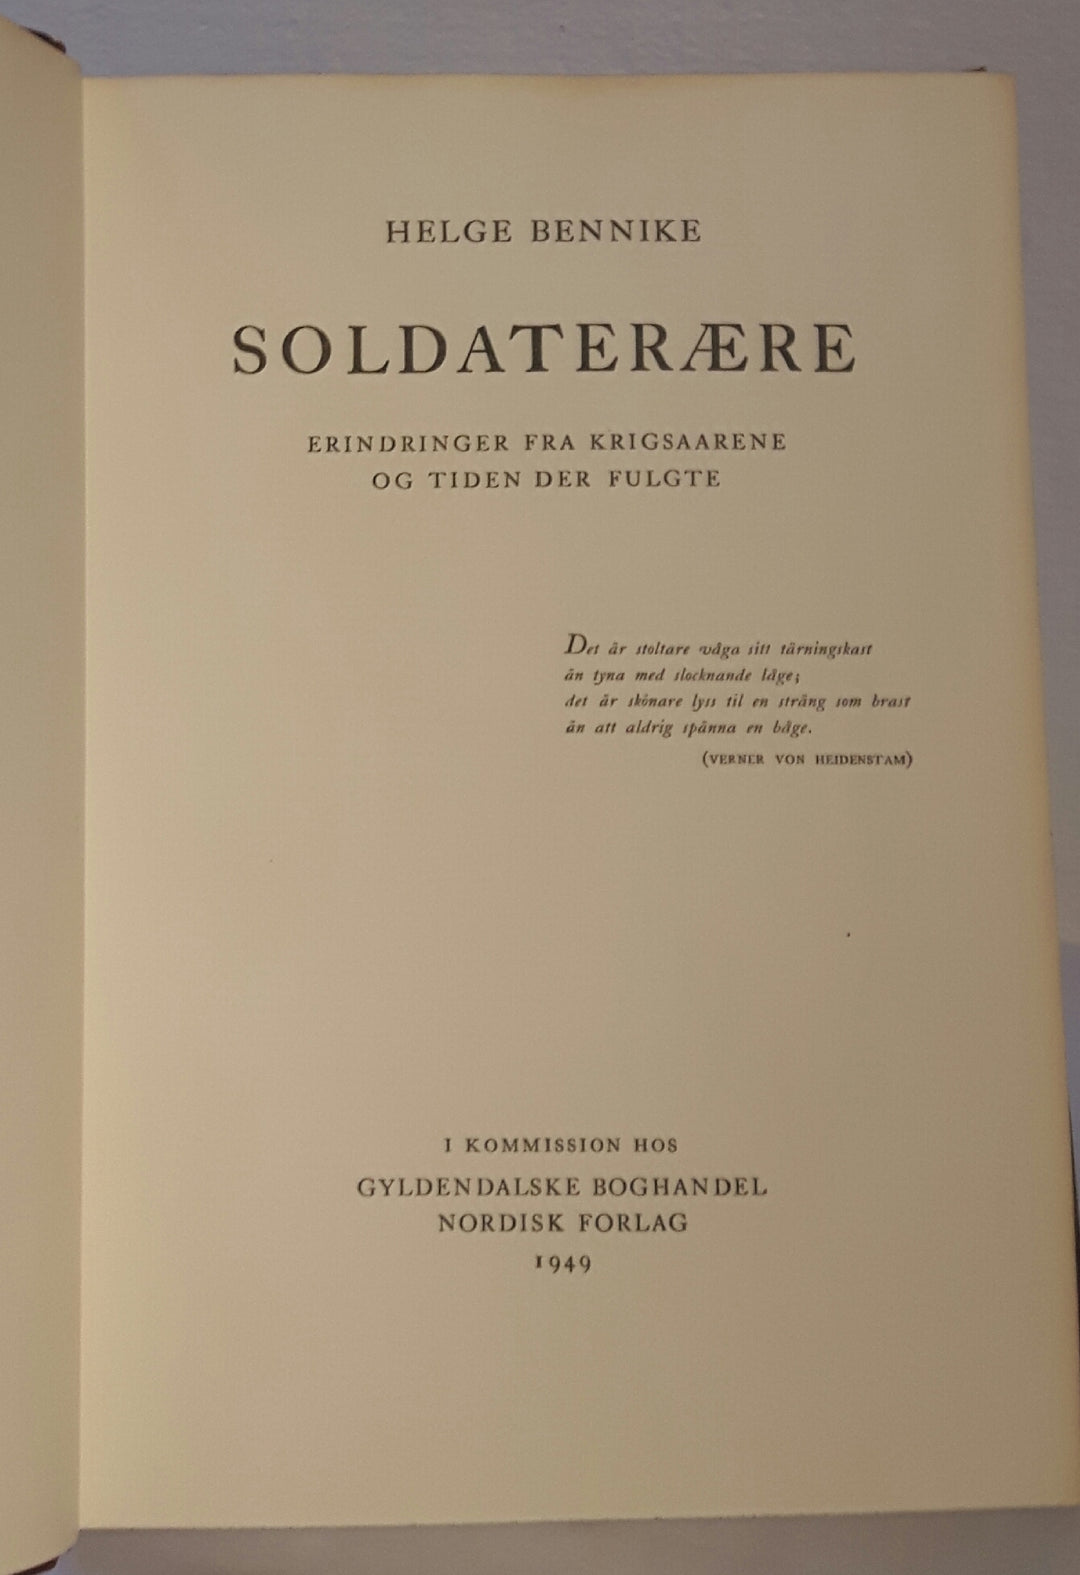 HELGE BENNIKE
SOLDATERÆRE
ERINDRINGER FRA KRIGSAARENE
OG TIDEN DER FULGTE
Det är stoltare våga sitt tärningskast
än tyna med slocknande låge;
det är skönare lyss til en sträng som brast
än att aldrig spänna en båge.
(VERNER VON HEIDENSTAM)
I KOMMISSION HOS
GYLDENDALSKE BOGHANDEL
NORDISK FORLAG
1949